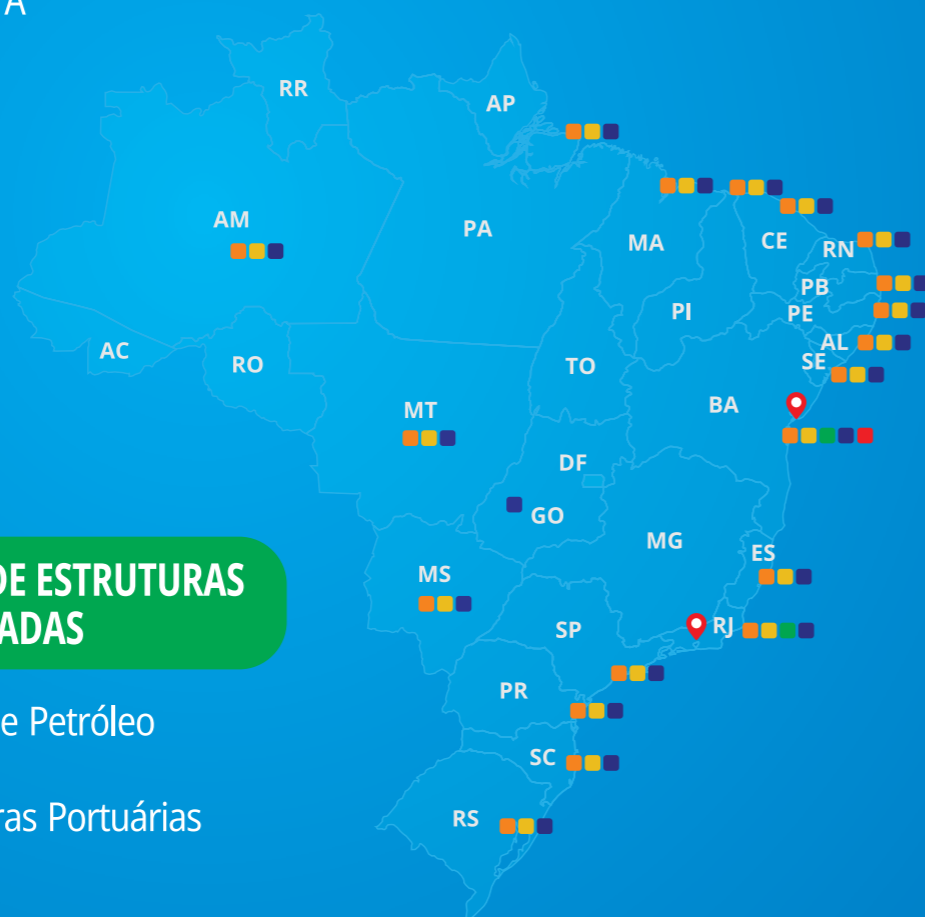 A
RR
AP
AM
PA
MA
CE
RN
PB
PI
PE
AL
SE
AC
RO
TO
MT
BA
DF
GO
MG
ES
MS
SP
RJ
PR
SC
RS
DE ESTRUTURAS
ADAS
e Petróleo
ras Portuárias